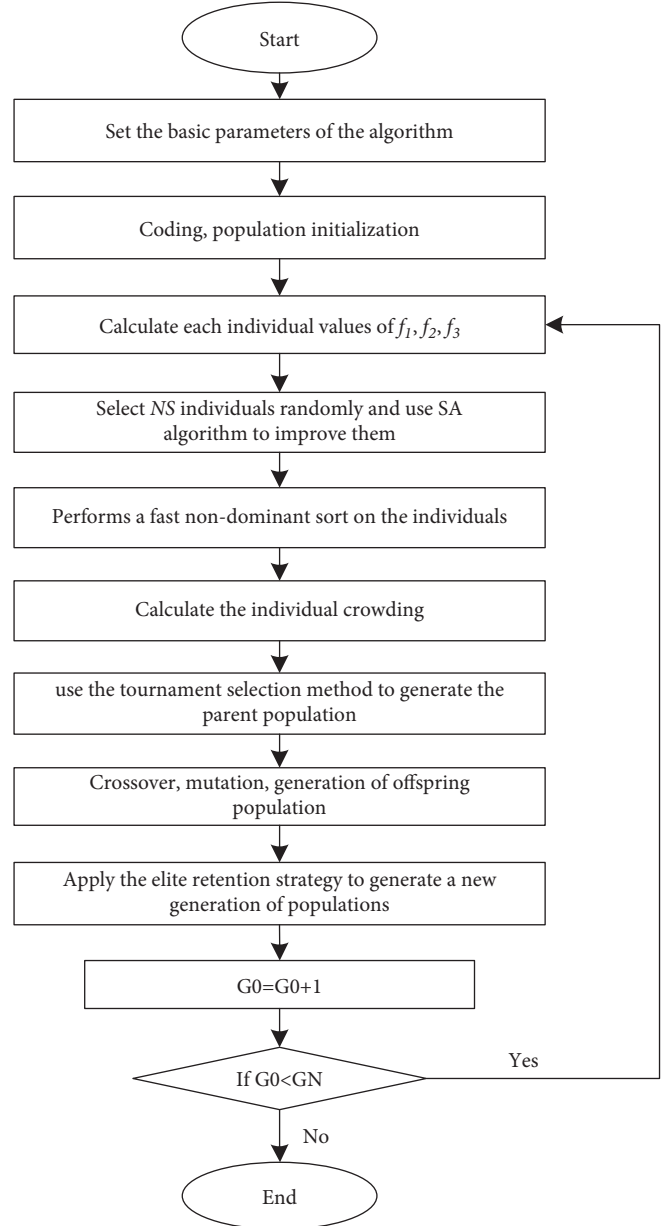 Start
Set the basic parameters of the algorithm
Coding, population initialization
Calculate each individual values of f1, f2, f3
Select NS individuals randomly and use SA
algorithm to improve them
Performs a fast non-dominant sort on the individuals
Calculate the individual crowding
use the tournament selection method to generate the
parent population
Crossover, mutation, generation of offspring
population
Apply the elite retention strategy to generate a new
generation of populations
G0=G0+1
If G0<GN
Yes
No
End